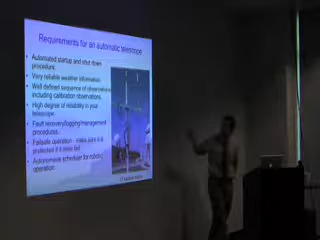 Requirements for an automatic telescope
• Automated startup and shut down
procedure.
• Very reliable weather information.
• Well defined sequence of observations
including calibration observations.
• High degree of reliability in your
telescope.
• Fault recovery/logging/management
procedures.
• Failsafe operation - make sure it is
protected if it does fail
• Autonomous scheduler for robotic
operation.